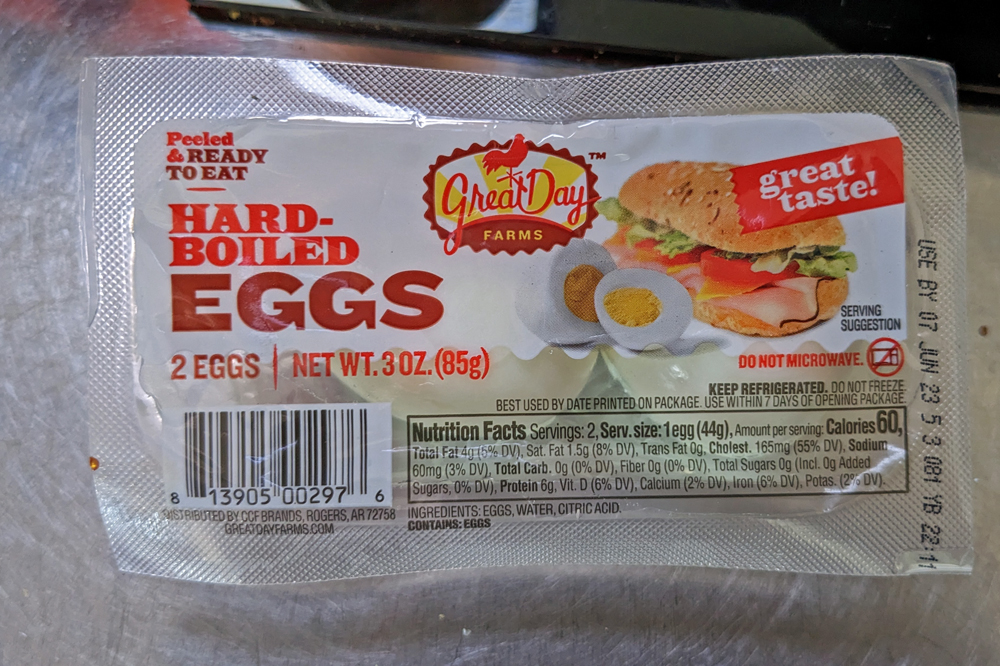 Peeled
& READY
TO EAT
HARD-
BOILED
EGGS
2 EGGS | NET WT. 3 OZ. (85g)
Great Day™
FARMS
great
taste!
SERVING
SUGGESTION
DO NOT MICROWAVE.
KEEP REFRIGERATED. DO NOT FREEZE
BEST USED BY DATE PRINTED ON PACKAGE. USE WITHIN 7 DAYS OF OPENING PACKAGE.
Nutrition Facts Servings: 2, Serv. size: 1 egg (44g), Amount per serving: Calories 60,
Total Fat 4g (5% DV), Sat. Fat 1.5g (8% DV), Trans Fat 0g, Cholest. 165mg (55% DV), Sodium
60mg (3% DV), Total Carb. 0g (0% DV), Fiber 0g (0% DV), Total Sugars 0g (Incl. 0g Added
Sugars, 0% DV), Protein 6g, Vit. D (6% DV), Calcium (2% DV), Iron (6% DV), Potas. (2% DV).
INGREDIENTS: EGGS, WATER, CITRIC ACID.
CONTAINS: EGGS
8 13905 00297 6
DISTRIBUTED BY CCF BRANDS, ROGERS, AR 72758
GREATDAYFARMS.COM
USE BY 07 JUN 23 5 3 081 YB 22:11